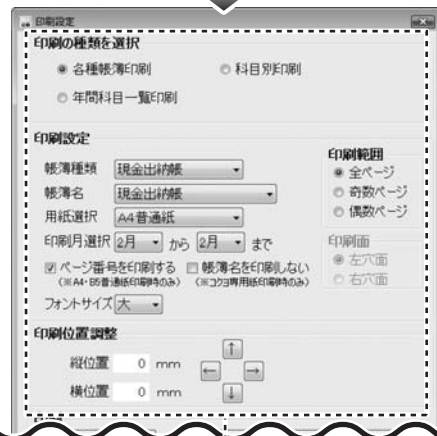 印刷設定
印刷の種類を選択
各種帳簿印刷 科目別印刷
年間科目一覧印刷
印刷設定
帳簿種類 現金出納帳
帳簿名 現金出納帳
用紙選択 A4普通紙
印刷月選択 2月 から 2月 まで
ページ番号を印刷する 帳簿名を印刷しない
(※A4・B5普通紙印刷時のみ) (※コクヨ専用紙印刷時のみ)
フォントサイズ 大
印刷範囲
全ページ
奇数ページ
偶数ページ
印刷面
左穴面
右穴面
印刷位置調整
縦位置 0 mm
横位置 0 mm